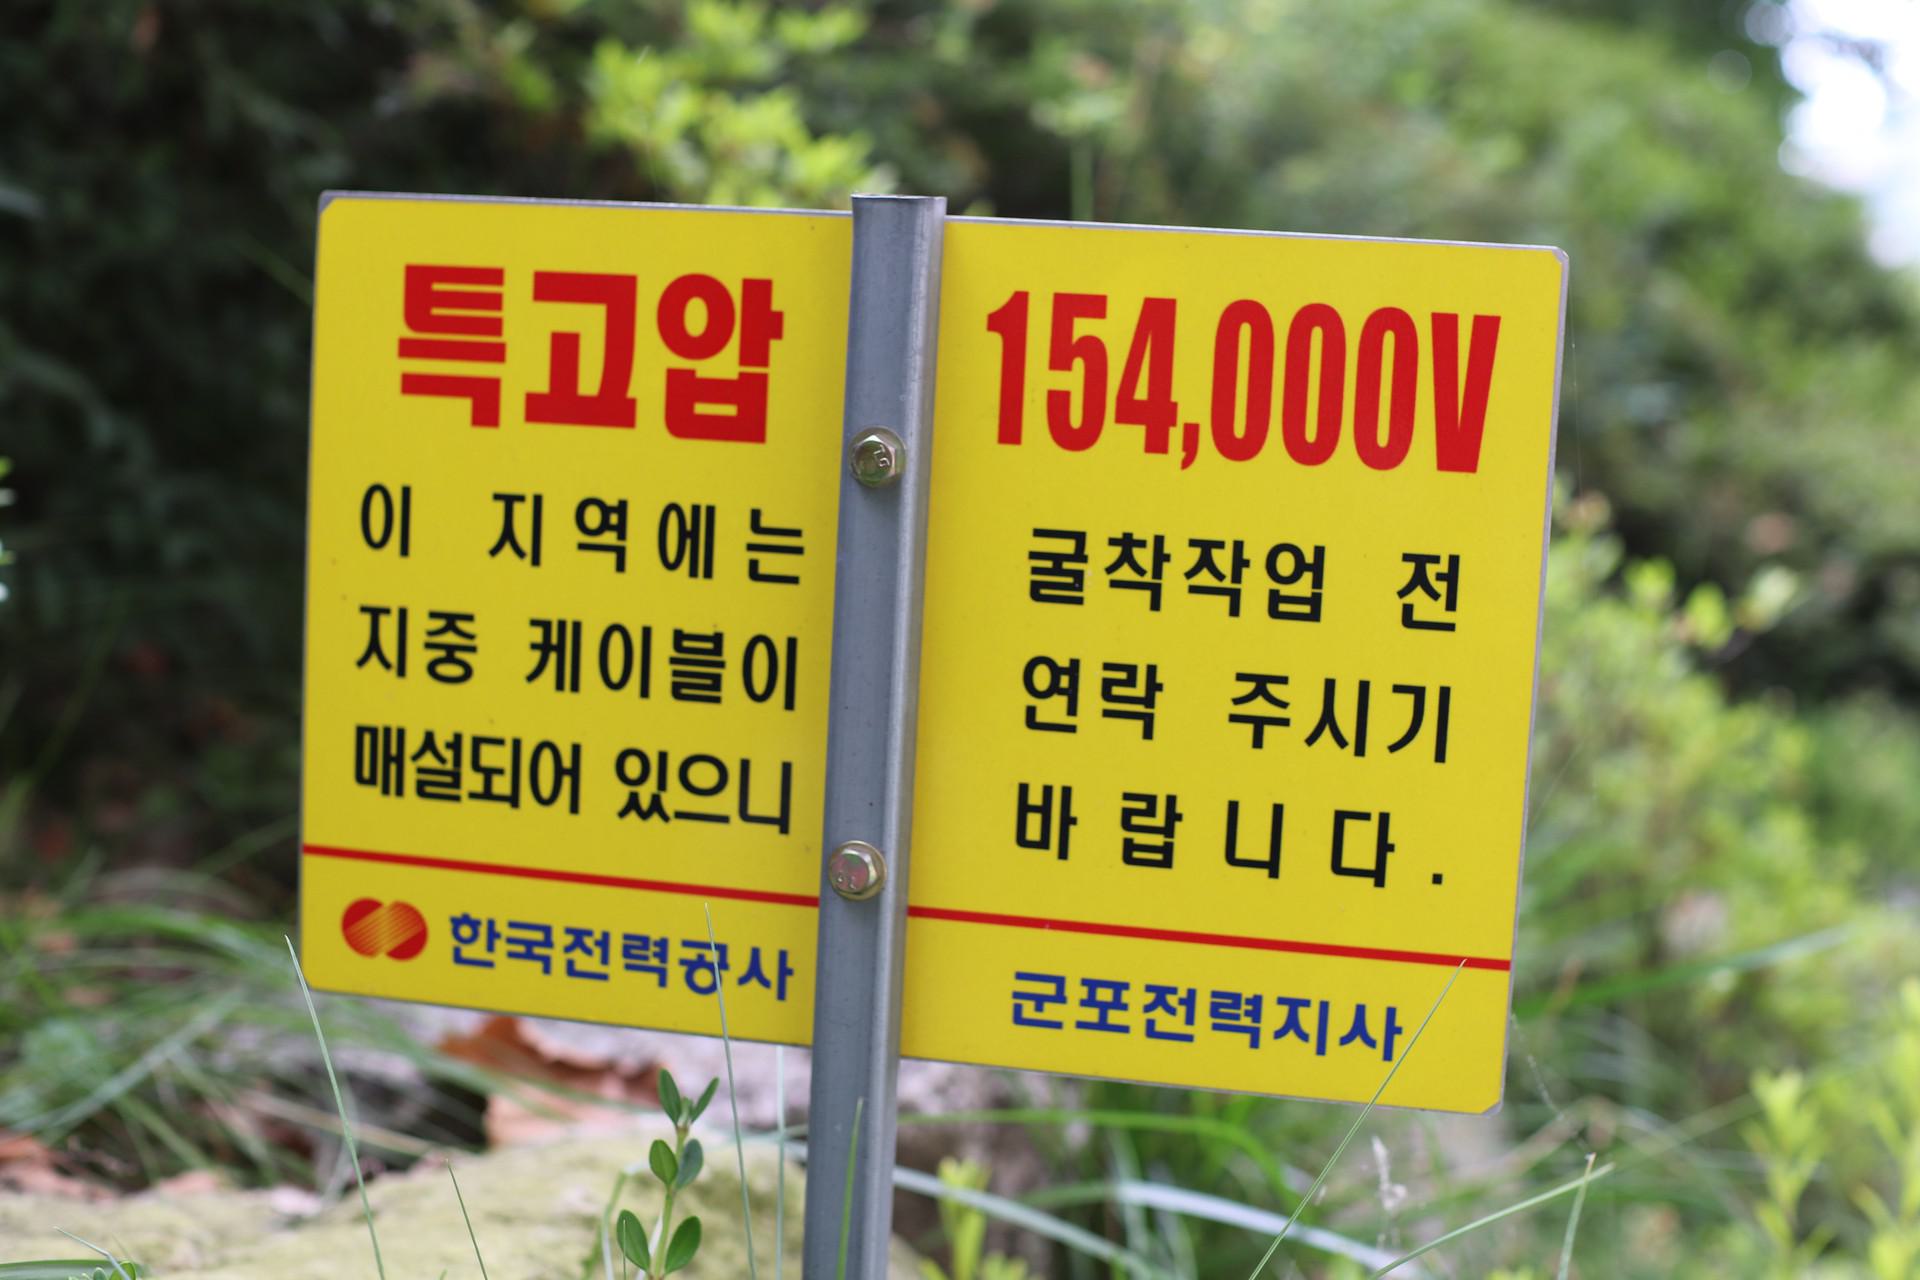 특고압
이 지역에는
지중 케이블이
매설되어 있으니
한국전력공사
154,000V
굴착작업 전
연락 주시기
바랍니다.
군포전력지사